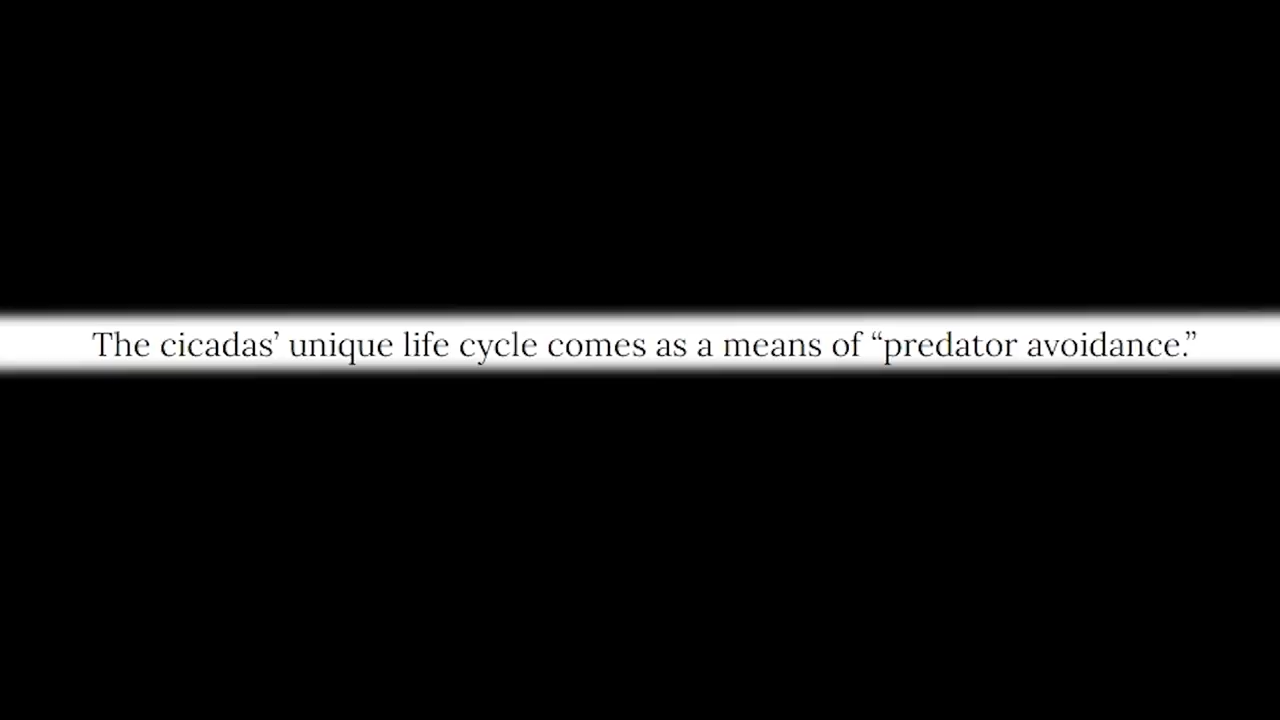 The cicadas’ unique life cycle comes as a means of “predator avoidance.”